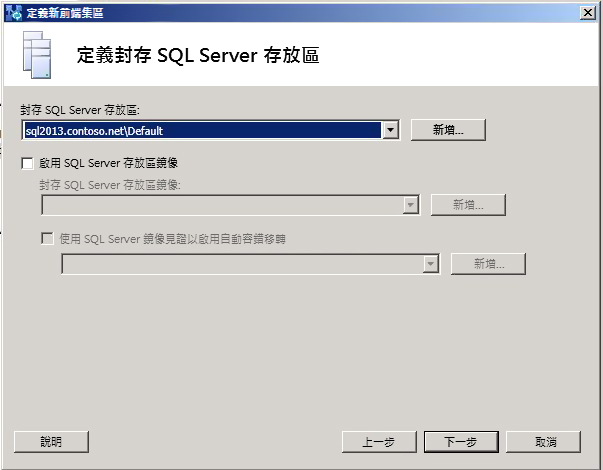 定義新前端集區
定義封存 SQL Server 存放區
封存 SQL Server 存放區:
sql2013.contoso.net\Default
新增...
啟用 SQL Server 存放區鏡像
封存 SQL Server 存放區鏡像:
新增...
使用 SQL Server 鏡像見證以啟用自動容錯移轉
新增...
說明
上一步
下一步
取消